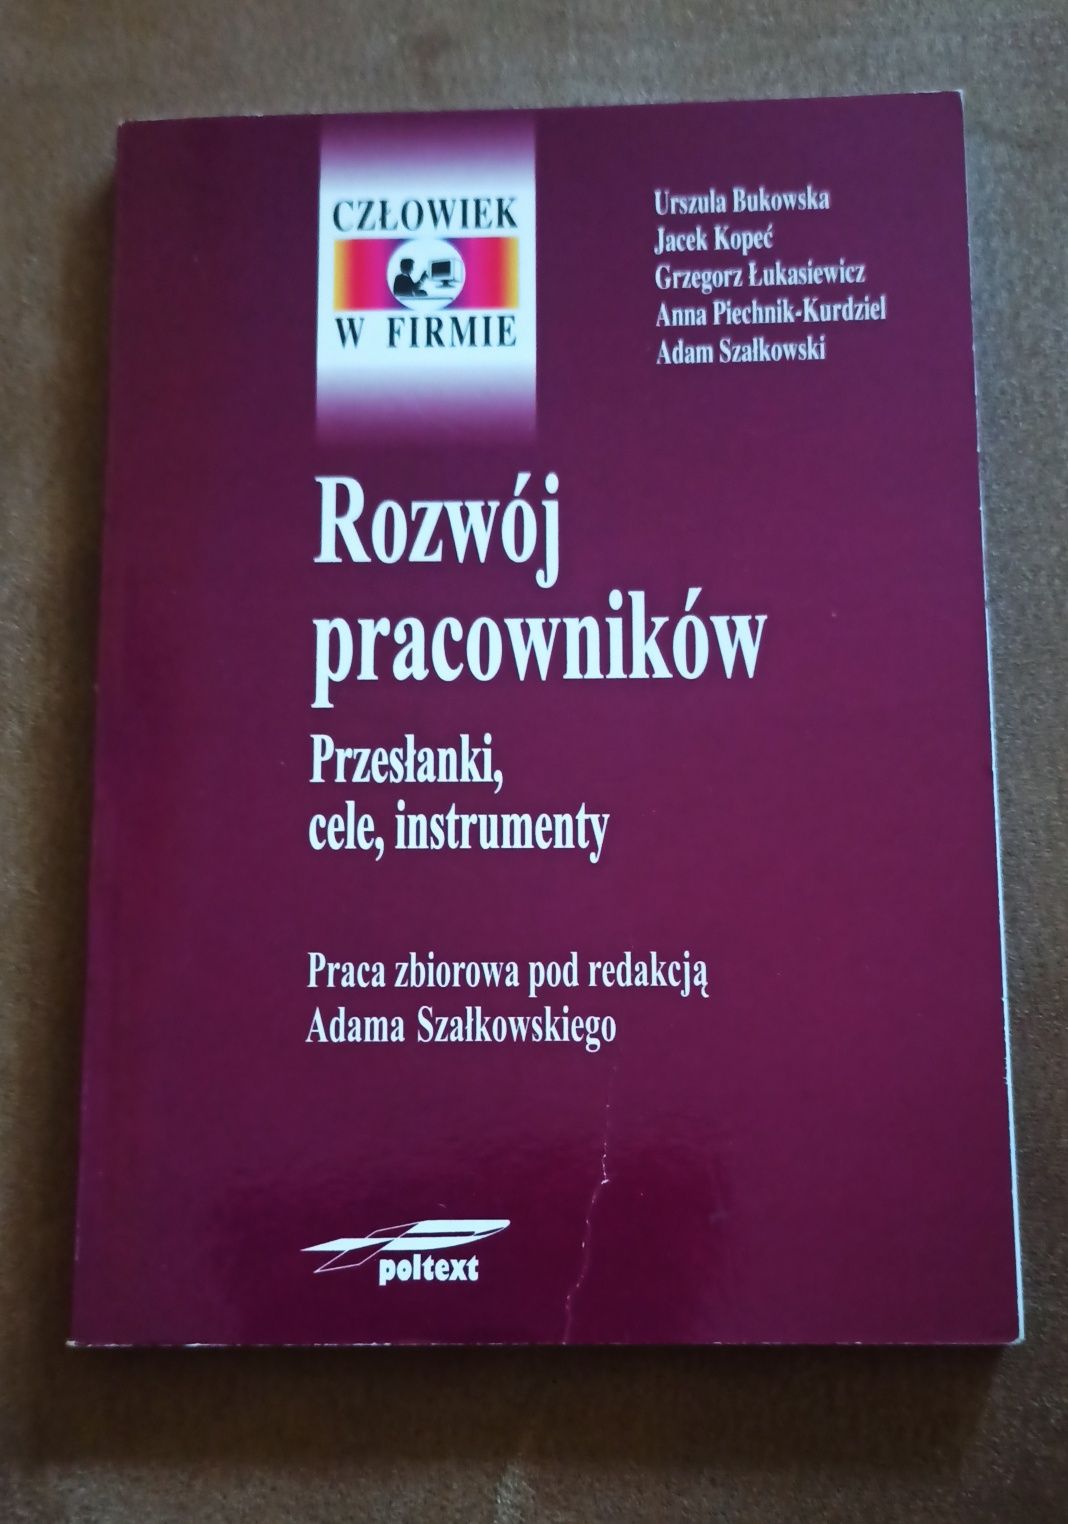 CZŁOWIEK
W FIRMIE
Urszula Bukowska
Jacek Kopeć
Grzegorz Łukasiewicz
Anna Piechnik-Kurdziel
Adam Szałkowski
Rozwój
pracowników
Przesłanki,
cele, instrumenty
Praca zbiorowa pod redakcją
Adama Szałkowskiego
poltext